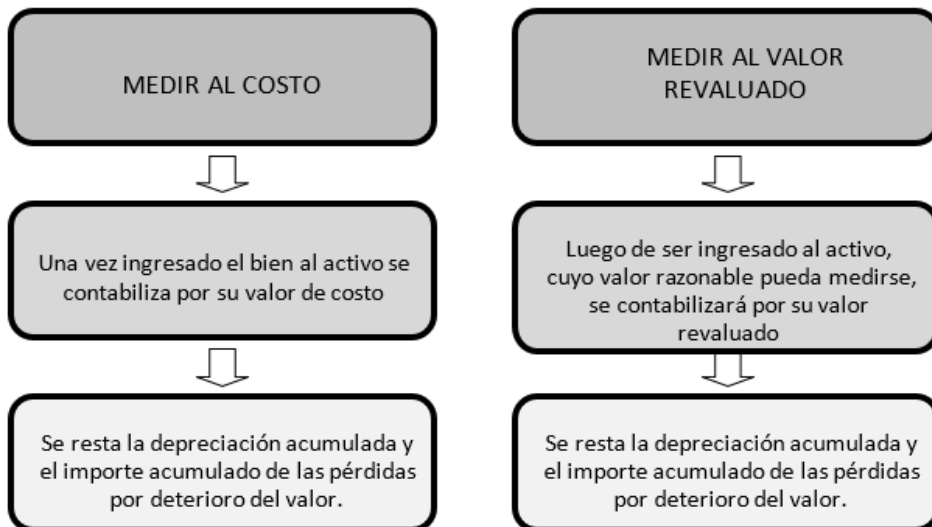 MEDIR AL COSTO
Una vez ingresado el bien al activo se
contabiliza por su valor de costo
Se resta la depreciación acumulada y
el importe acumulado de las pérdidas
por deterioro del valor.
MEDIR AL VALOR
REVALUADO
Luego de ser ingresado al activo,
cuyo valor razonable pueda medirse,
se contabilizará por su valor
revaluado
Se resta la depreciación acumulada y
el importe acumulado de las pérdidas
por deterioro del valor.